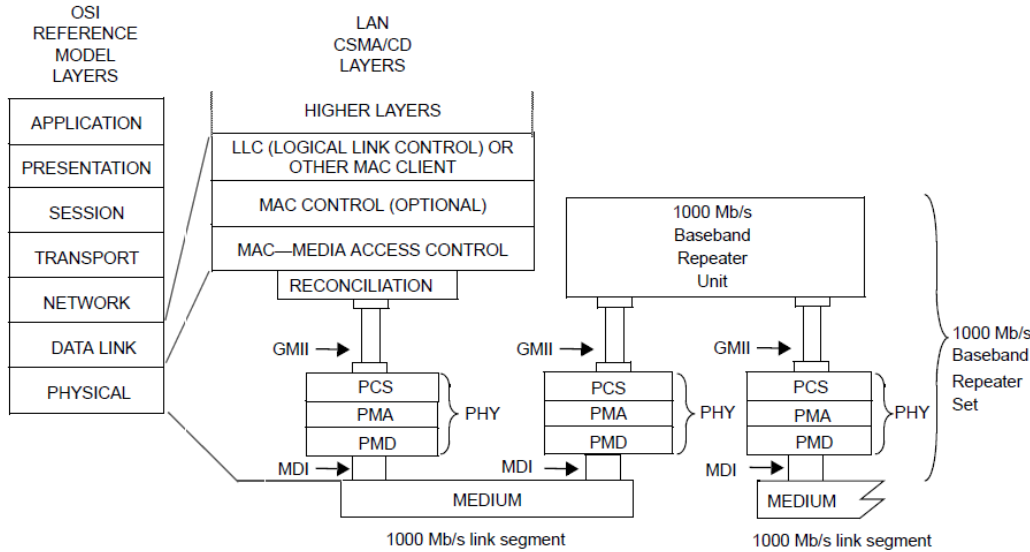 OSI
REFERENCE
MODEL
LAYERS
APPLICATION
PRESENTATION
SESSION
TRANSPORT
NETWORK
DATA LINK
PHYSICAL
LAN
CSMA/CD
LAYERS
HIGHER LAYERS
LLC (LOGICAL LINK CONTROL) OR
OTHER MAC CLIENT
MAC CONTROL (OPTIONAL)
MAC—MEDIA ACCESS CONTROL
RECONCILIATION
GMII
PCS
PMA
PMD
PHY
MDI
MEDIUM
1000 Mb/s link segment
1000 Mb/s
Baseband
Repeater
Unit
GMII
PCS
PMA
PMD
PHY
MDI
GMII
PCS
PMA
PMD
PHY
MDI
MEDIUM
1000 Mb/s link segment
1000 Mb/s
Baseband
Repeater
Set